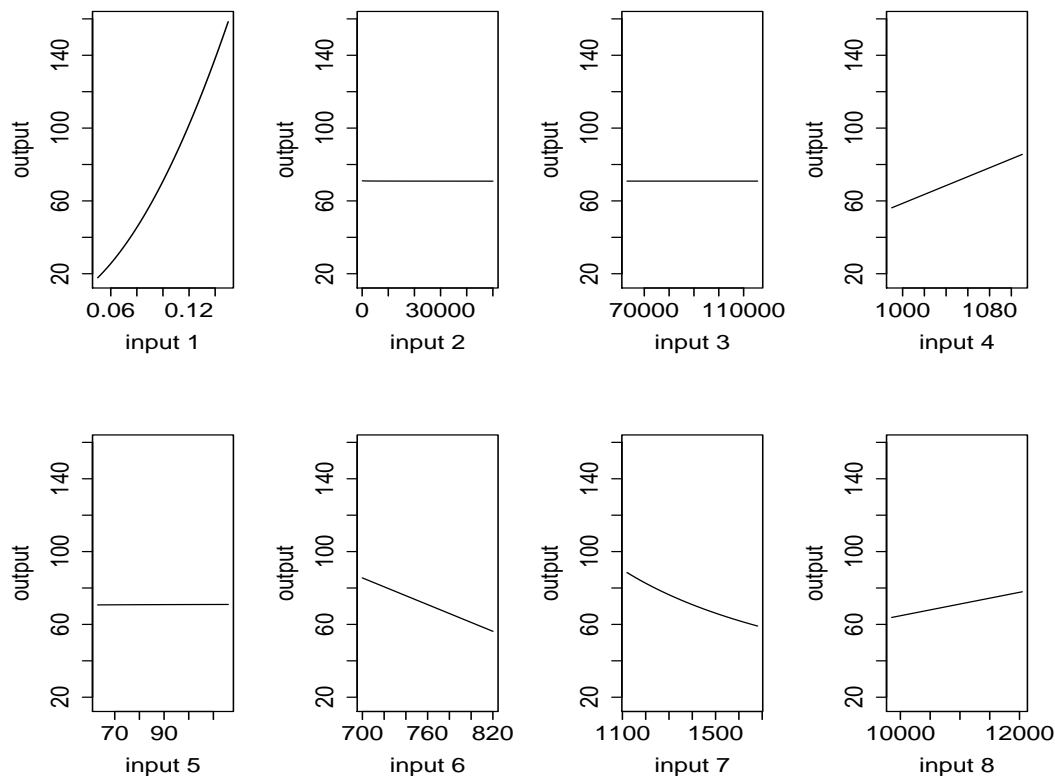 output
20 60 100 140
0.06 0.12
input 1
output
20 60 100 140
0 30000
input 2
output
20 60 100 140
70000 110000
input 3
output
20 60 100 140
1000 1080
input 4
output
20 60 100 140
70 90
input 5
output
20 60 100 140
700 760 820
input 6
output
20 60 100 140
1100 1500
input 7
output
20 60 100 140
10000 12000
input 8